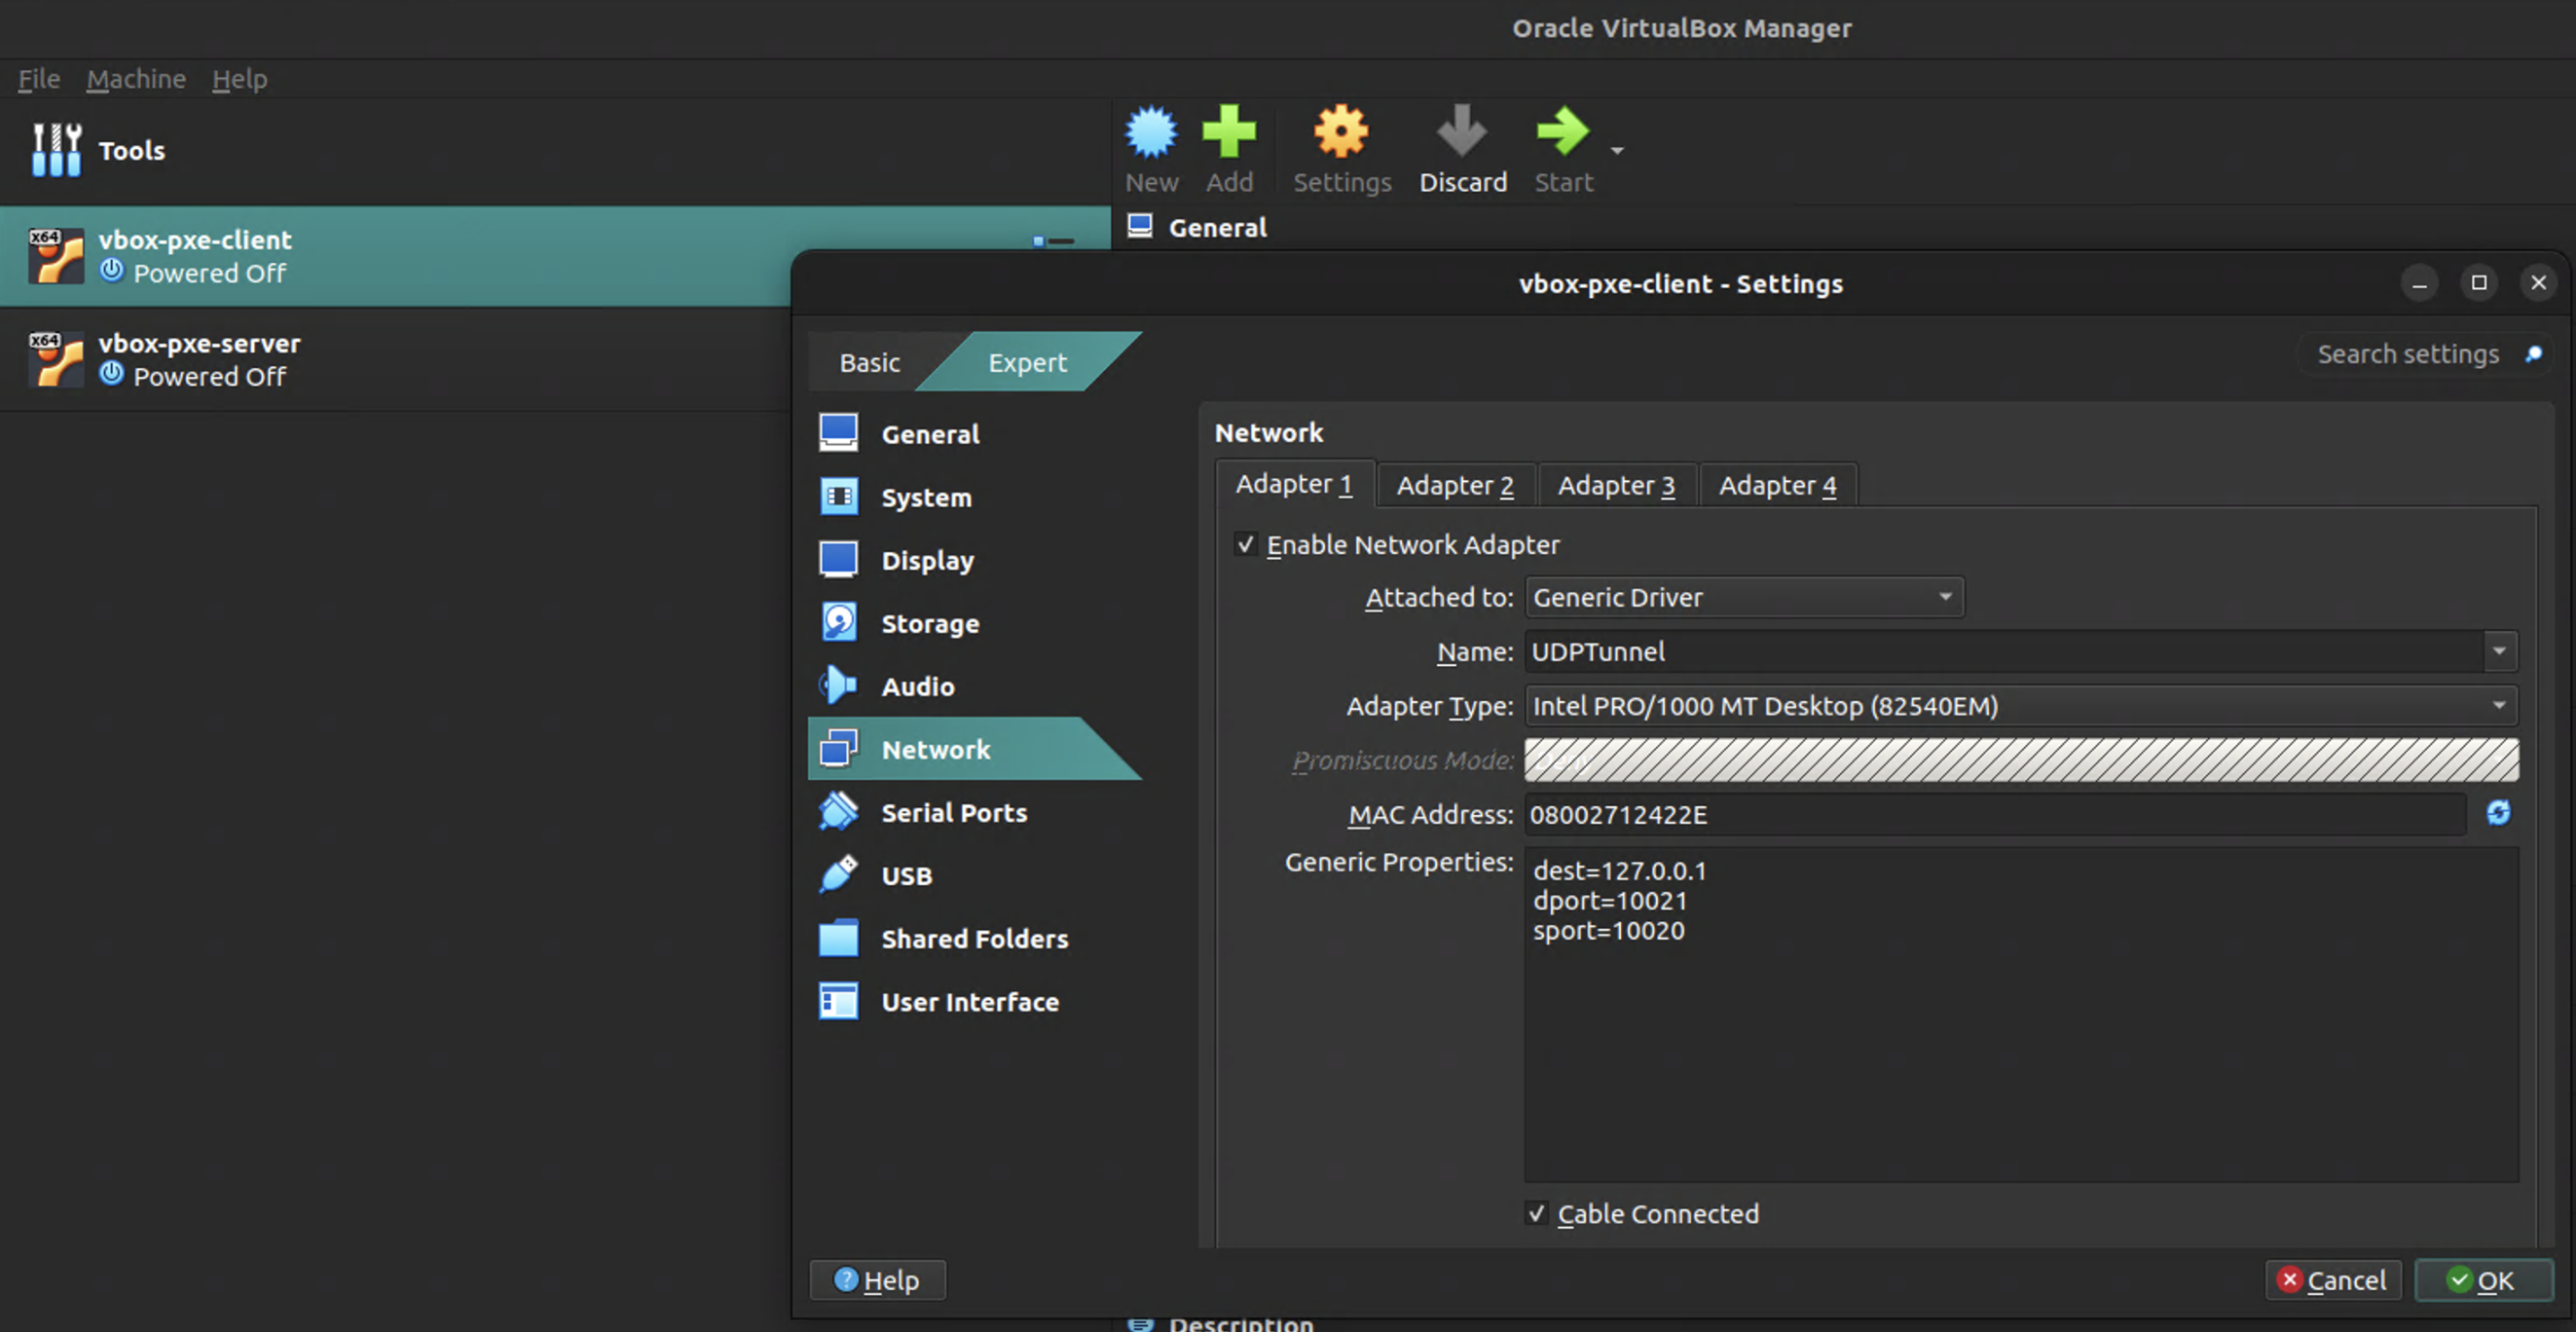 Oracle VirtualBox Manager
File Machine Help
Tools
New Add Settings Discard Start
x64 vbox-pxe-client
Powered Off
x64 vbox-pxe-server
Powered Off
General
vbox-pxe-client - Settings
Basic Expert
Search settings
General
System
Display
Storage
Audio
Network
Serial Ports
USB
Shared Folders
User Interface
Network
Adapter 1 Adapter 2 Adapter 3 Adapter 4
Enable Network Adapter
Attached to: Generic Driver
Name: UDPTunnel
Adapter Type: Intel PRO/1000 MT Desktop (82540EM)
Promiscuous Mode: Deny
MAC Address: 08002712422E
Generic Properties: dest=127.0.0.1
dport=10021
sport=10020
Cable Connected
Help Cancel OK
Description